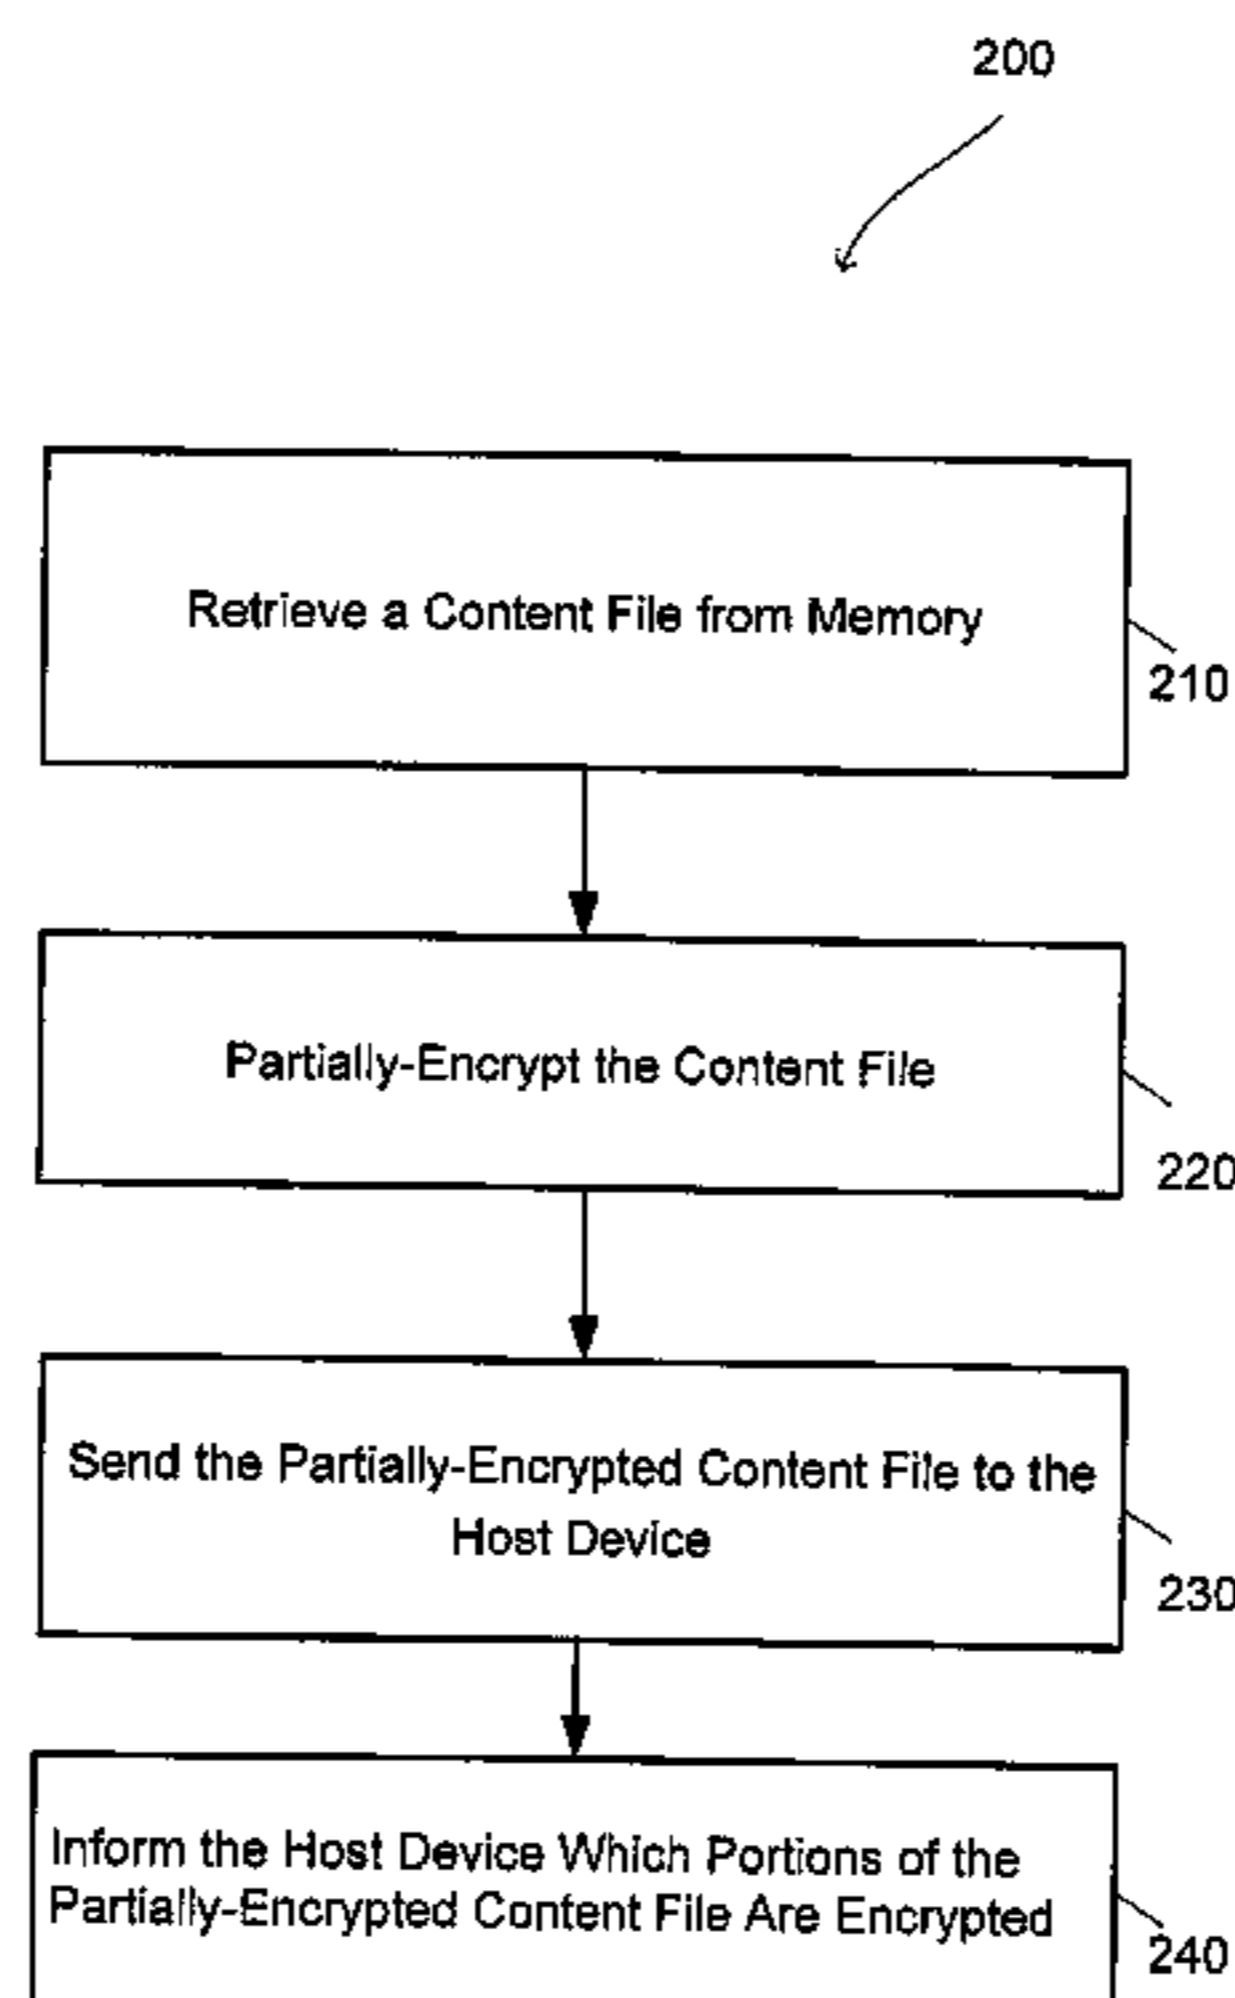 200
Retrieve a Content File from Memory
210
Partially-Encrypt the Content File
220
Send the Partially-Encrypted Content File to the
Host Device
230
Inform the Host Device Which Portions of the
Partially-Encrypted Content File Are Encrypted
240